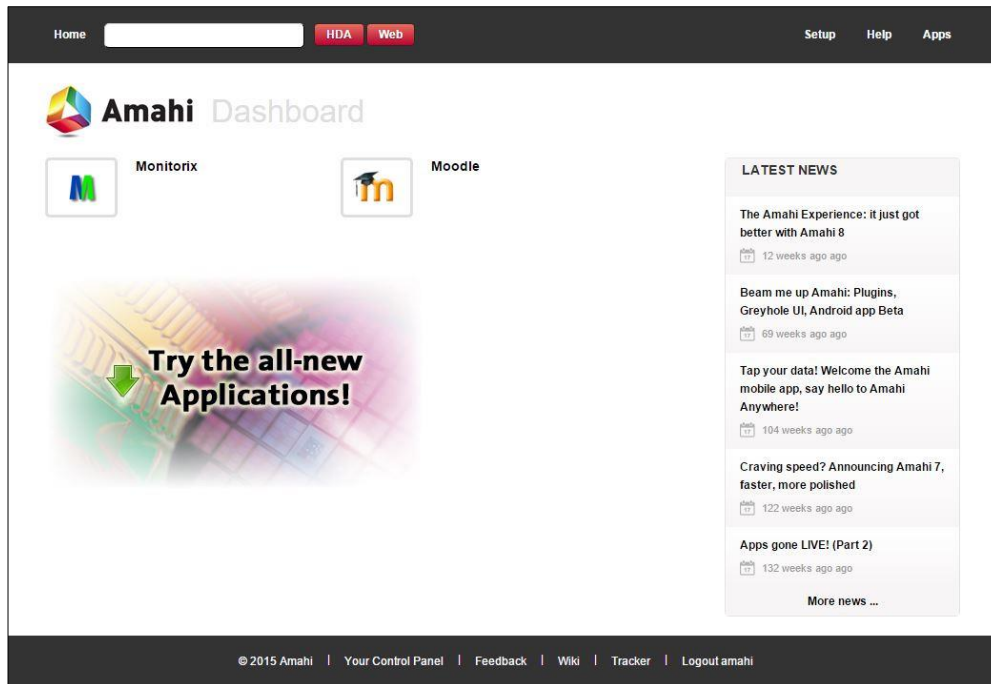 Home HDA Web Setup Help Apps
Amahi Dashboard
Monitorix Moodle
Try the all-new
Applications!
LATEST NEWS
The Amahi Experience: it just got
better with Amahi 8
12 weeks ago ago
Beam me up Amahi: Plugins,
Greyhole UI, Android app Beta
69 weeks ago ago
Tap your data! Welcome the Amahi
mobile app, say hello to Amahi
Anywhere!
104 weeks ago ago
Craving speed? Announcing Amahi 7,
faster, more polished
122 weeks ago ago
Apps gone LIVE! (Part 2)
132 weeks ago ago
More news ...
© 2015 Amahi | Your Control Panel | Feedback | Wiki | Tracker | Logout amahi